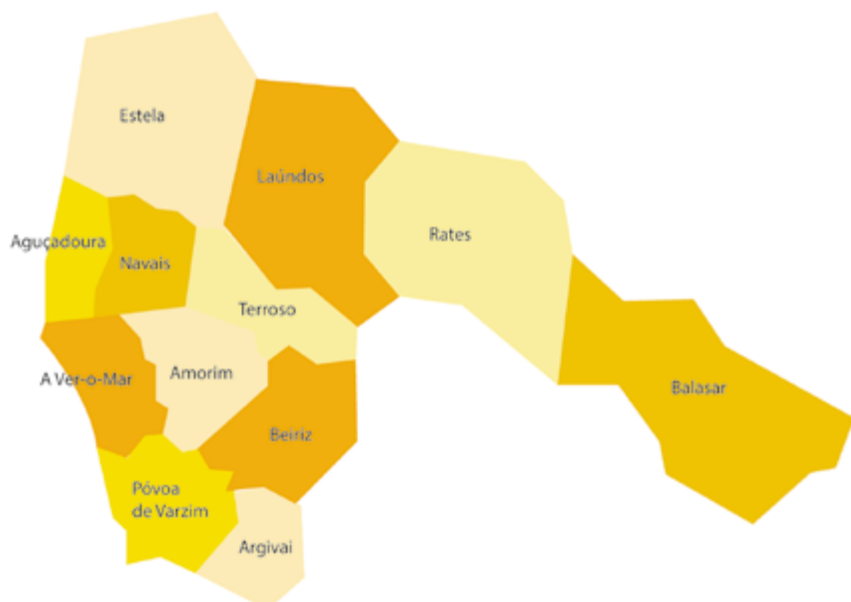 Estela
Laúndos
Rates
Aguçadoura
Navais
Terroso
A Ver-o-Mar
Amorim
Balasar
Beiriz
Póvoa
de Varzim
Argivai